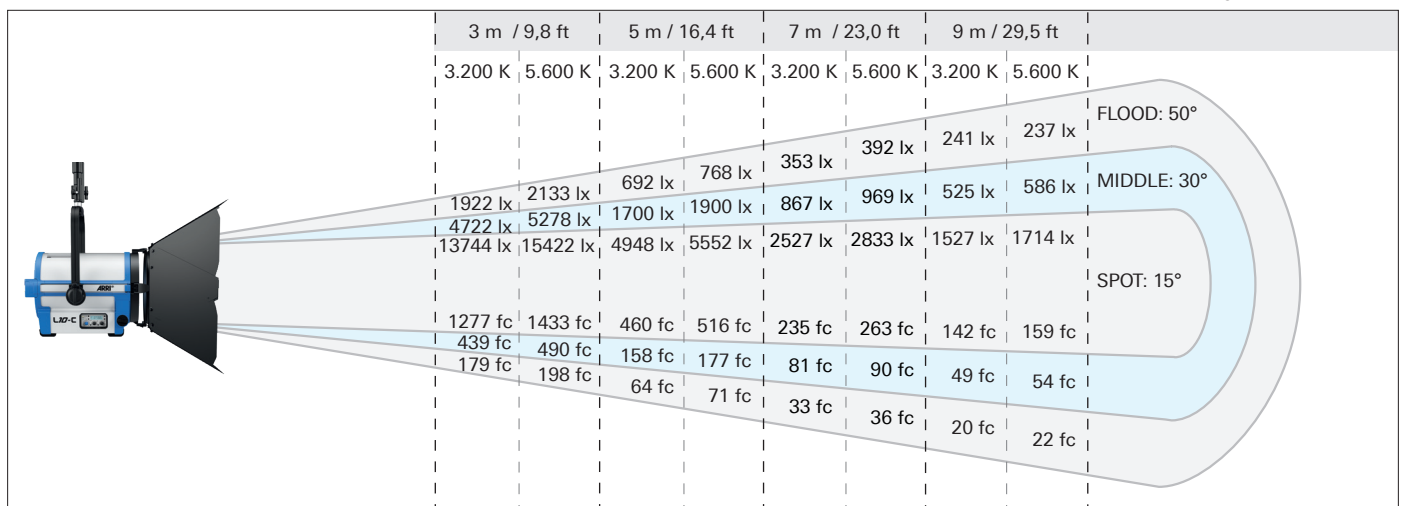 3 m / 9,8 ft 5 m / 16,4 ft 7 m / 23,0 ft 9 m / 29,5 ft
3.200 K 5.600 K 3.200 K 5.600 K 3.200 K 5.600 K 3.200 K 5.600 K
FLOOD: 50°
1922 lx 2133 lx 692 lx 768 lx 353 lx 392 lx 241 lx 237 lx
MIDDLE: 30°
4722 lx 5278 lx 1700 lx 1900 lx 867 lx 969 lx 525 lx 586 lx
13744 lx 15422 lx 4948 lx 5552 lx 2527 lx 2833 lx 1527 lx 1714 lx
SPOT: 15°
ARRI
L10-C
1277 fc 1433 fc 460 fc 516 fc 235 fc 263 fc 142 fc 159 fc
439 fc 490 fc 158 fc 177 fc 81 fc 90 fc 49 fc 54 fc
179 fc 198 fc 64 fc 71 fc 33 fc 36 fc 20 fc 22 fc